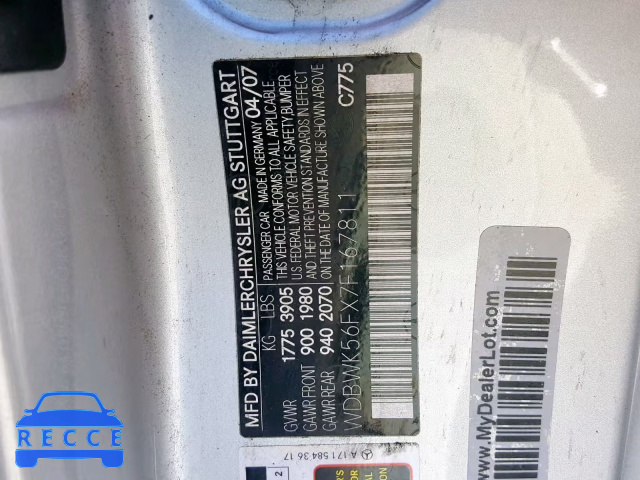 MFD BY DAIMLERCHRYSLER AG STUTTGART
KG LBS PASSENGER CAR MADE IN GERMANY 04/07
GVWR 1775 3905 THIS VEHICLE CONFORMS TO ALL APPLICABLE
U.S. FEDERAL MOTOR VEHICLE SAFETY,BUMPER
GAWR FRONT 900 1980 AND THEFT PREVENTION STANDARDS IN EFFECT
GAWR REAR 940 2070 ON THE DATE OF MANUFACTURE SHOWN ABOVE
WDBWK56FX7F167811 C775
www.MyDealerLot.com
A 171 584 36 17
2
RECCE